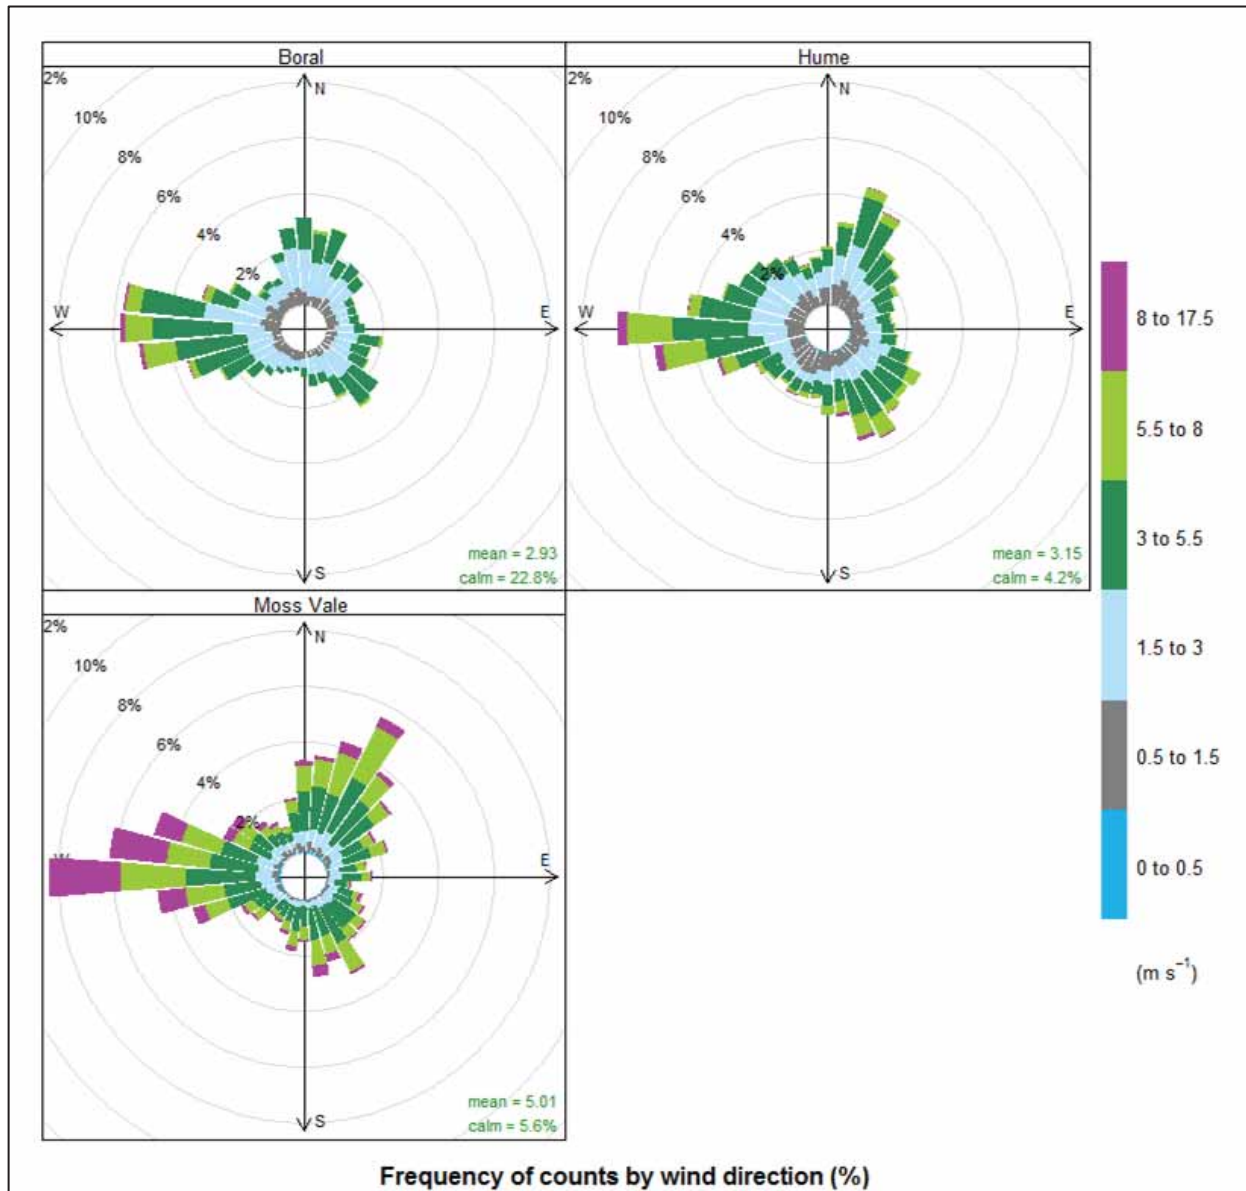 Boral
2%
10%
8%
6%
4%
2%
N
W
E
S
mean = 2.93
calm = 22.8%
Hume
2%
10%
8%
6%
4%
2%
N
W
E
S
mean = 3.15
calm = 4.2%
Moss Vale
2%
10%
8%
6%
4%
2%
N
W
E
S
mean = 5.01
calm = 5.6%
8 to 17.5
5.5 to 8
3 to 5.5
1.5 to 3
0.5 to 1.5
0 to 0.5
(m s⁻¹)
Frequency of counts by wind direction (%)